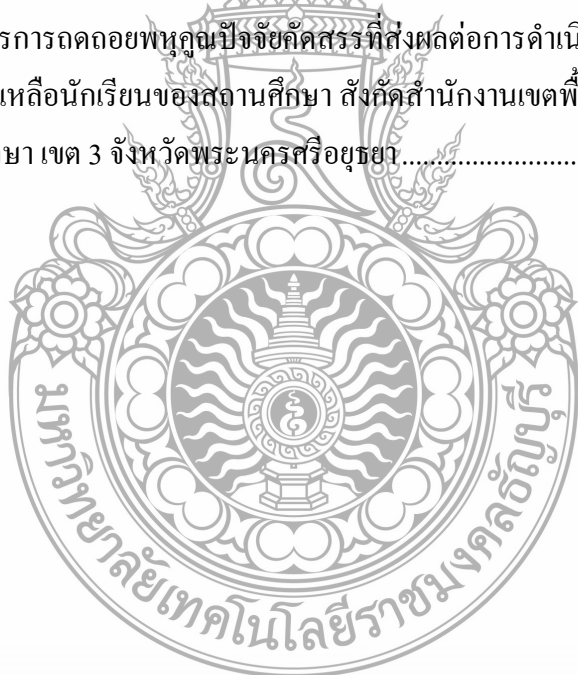 รการถดถอยพหุคูณปัจจัยคัดสรรที่ส่งผลต่อการดำเนิ
เหลือนักเรียนของสถานศึกษา สังกัดสำนักงานเขตพื้
ษา เขต 3 จังหวัดพระนครศรีอยุธยา............................
มหาวิทยาลัยเทคโนโลยีราชมงคลธัญบุรี